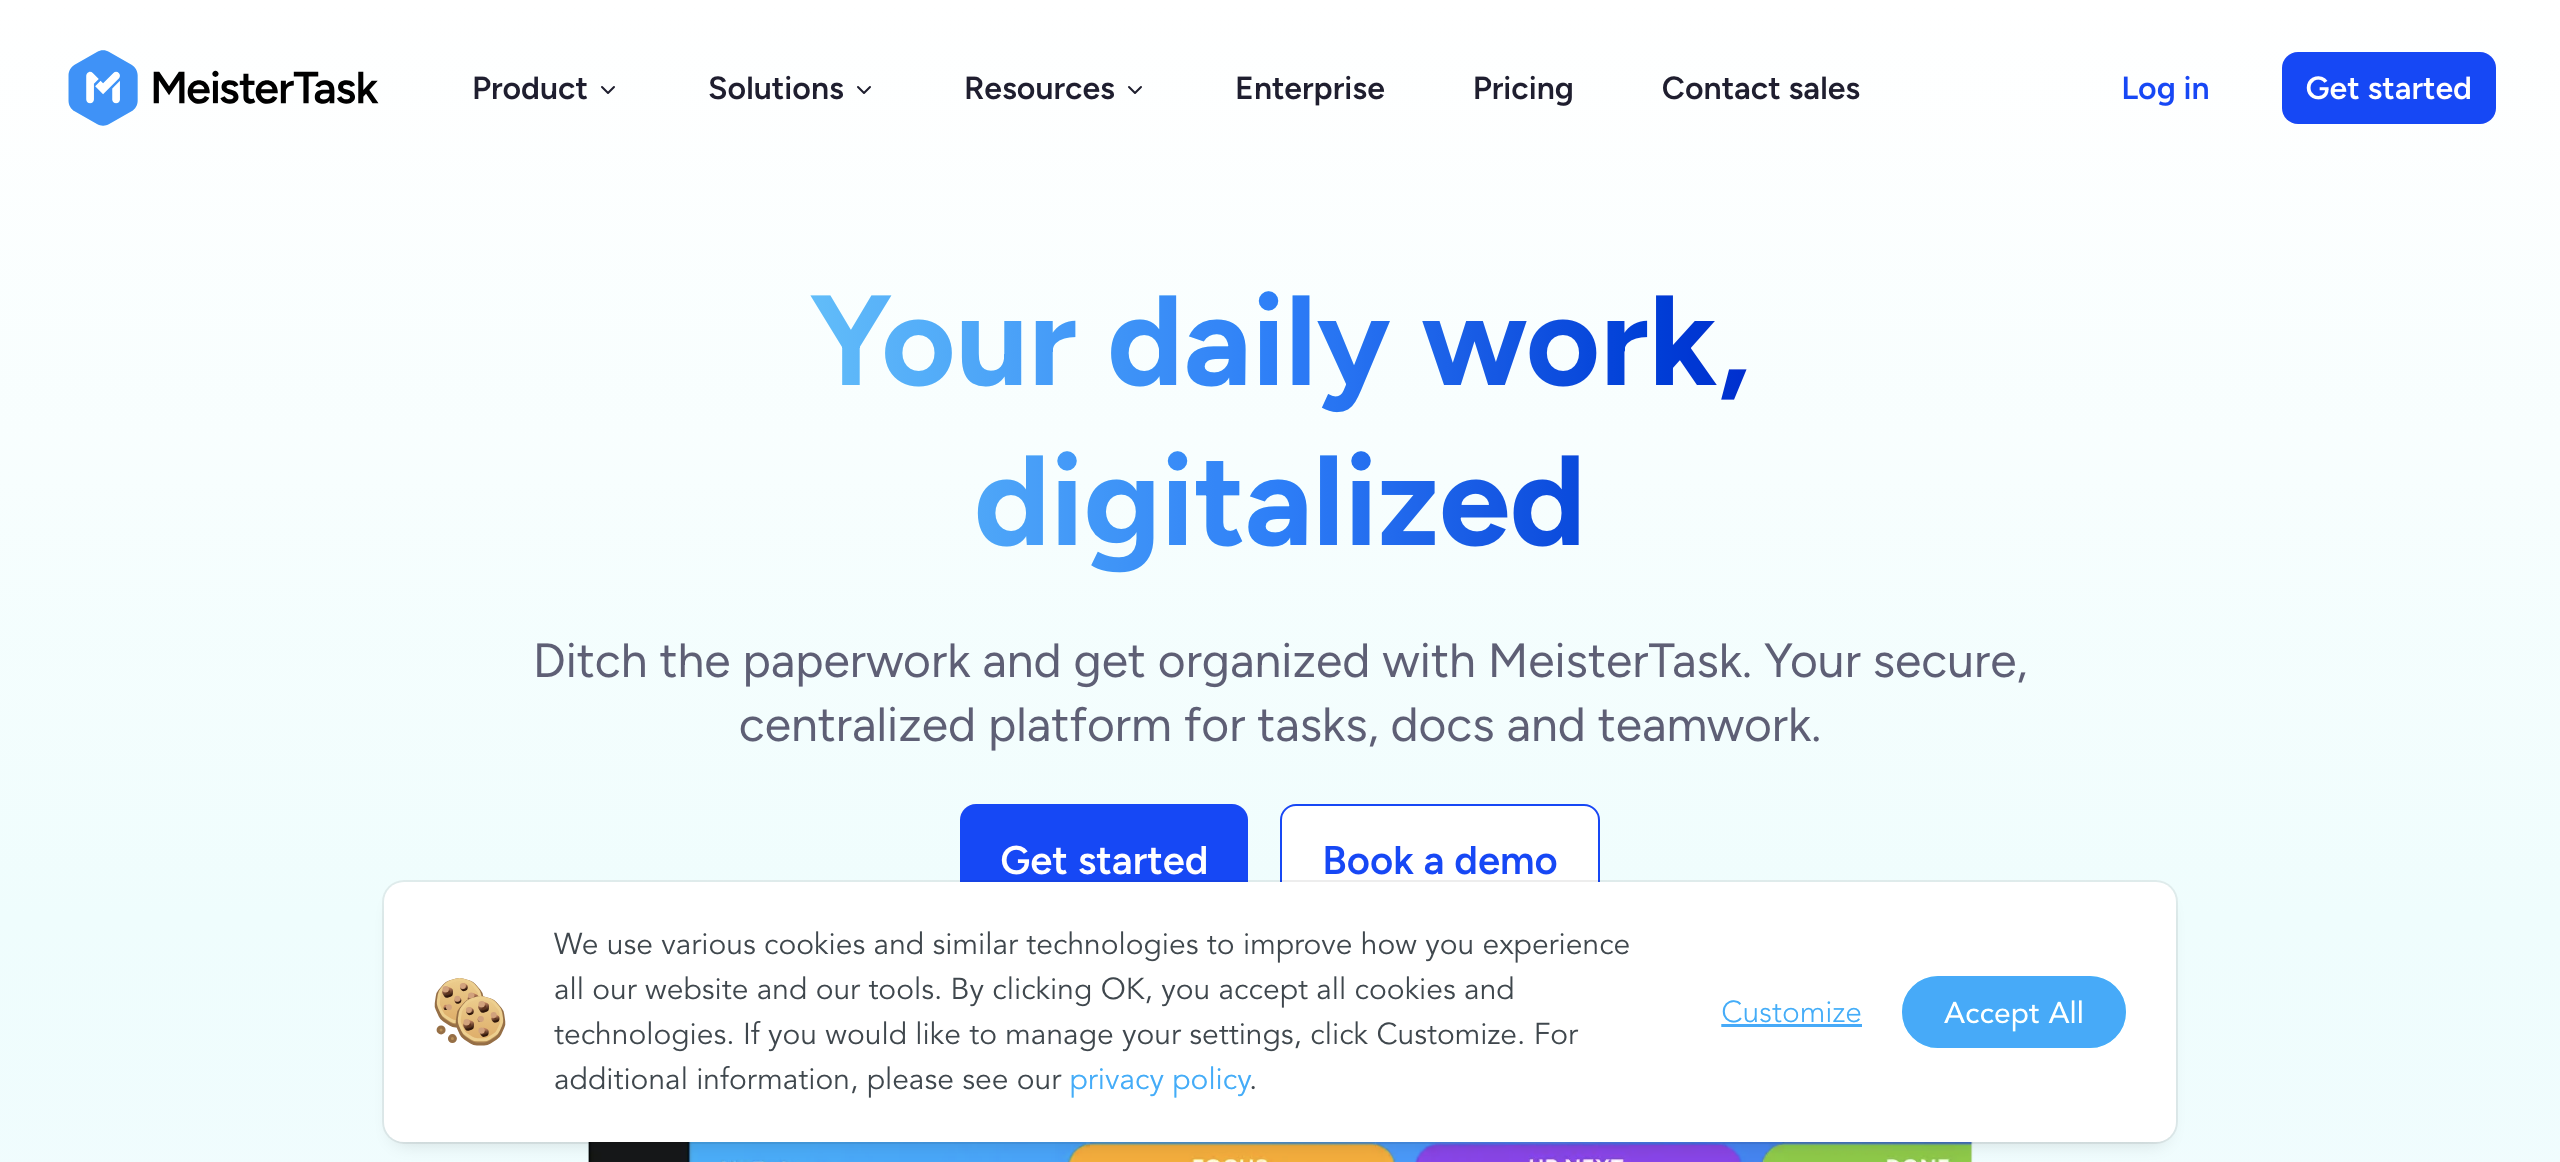 MeisterTask
Product
Solutions
Resources
Enterprise
Pricing
Contact sales
Log in
Get started
Your daily work,
digitalized
Ditch the paperwork and get organized with MeisterTask. Your secure,
centralized platform for tasks, docs and teamwork.
Get started
Book a demo
We use various cookies and similar technologies to improve how you experience
all our website and our tools. By clicking OK, you accept all cookies and
technologies. If you would like to manage your settings, click Customize. For
additional information, please see our privacy policy.
Customize
Accept All
FOCUS
UP NEXT
DONE